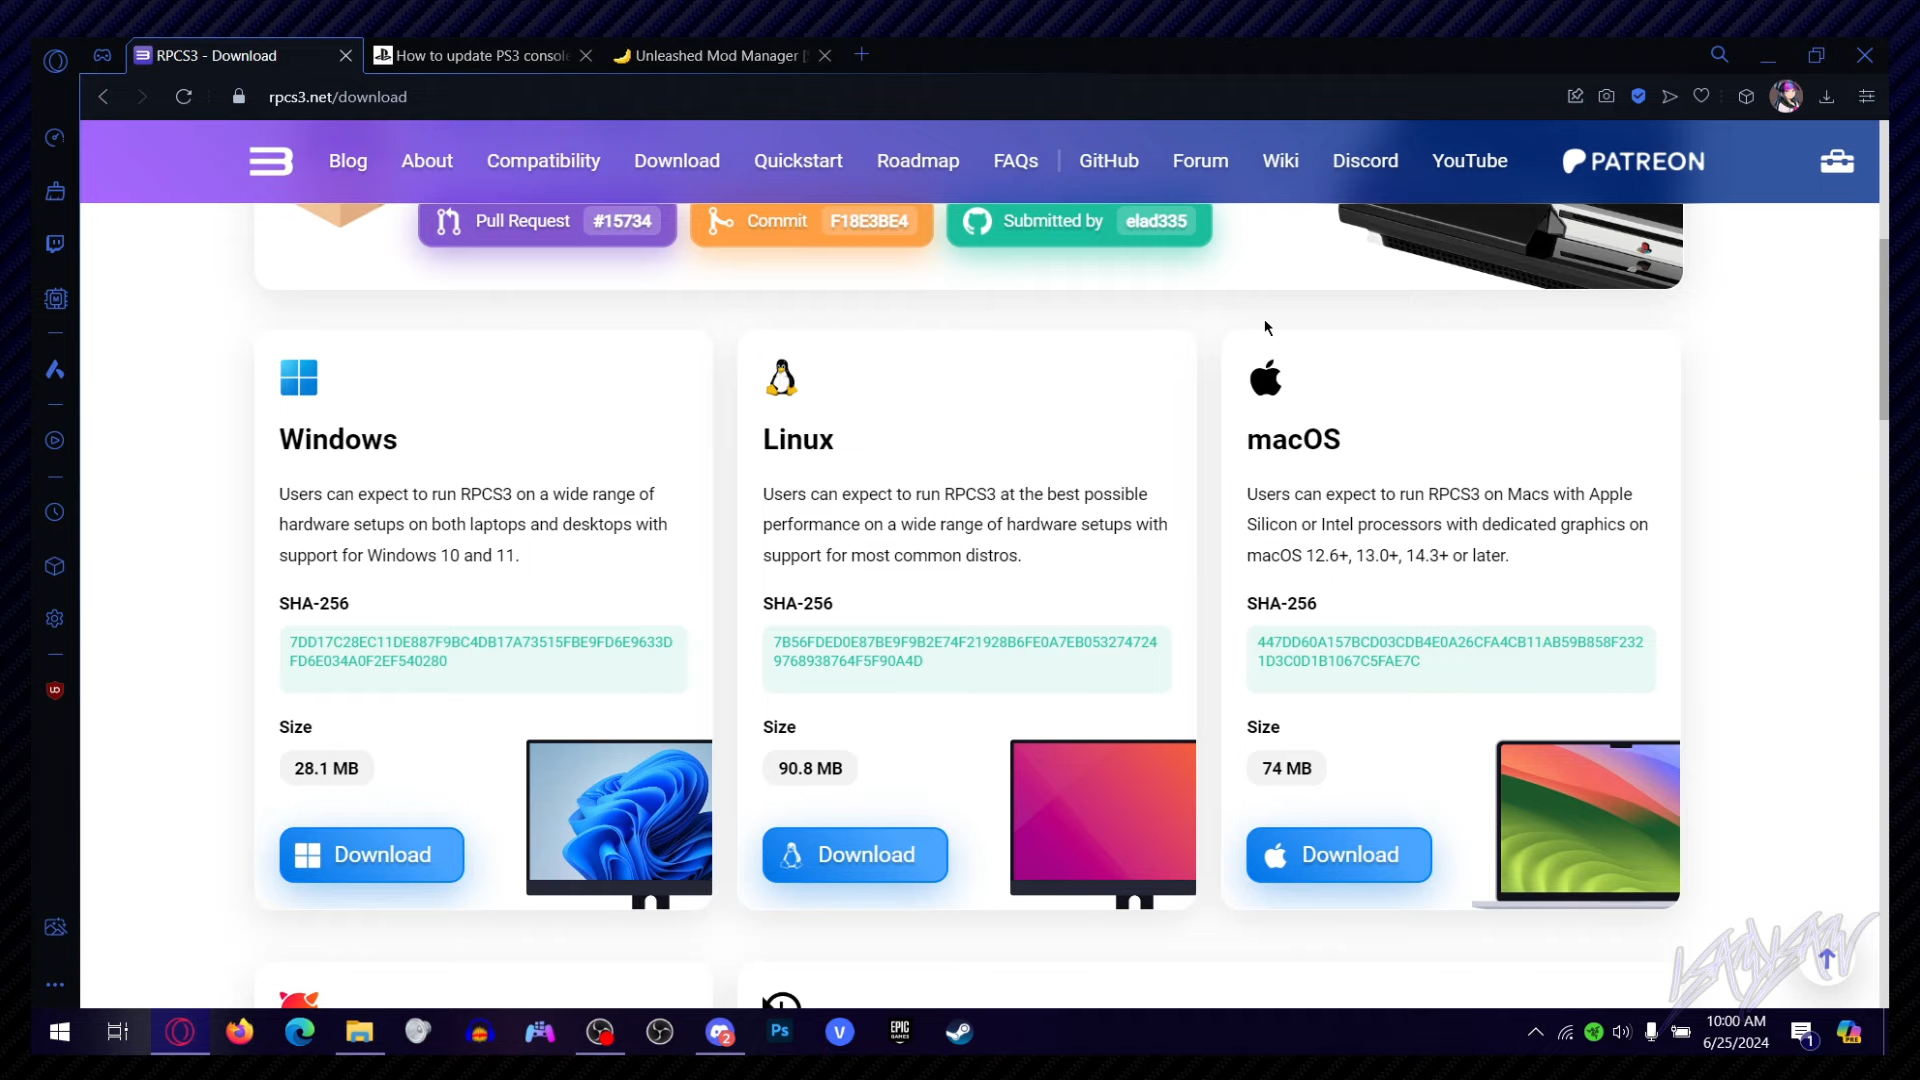 RPCS3 - Download
How to update PS3 console
Unleashed Mod Manager [
rpcs3.net/download
Blog
About
Compatibility
Download
Quickstart
Roadmap
FAQs
GitHub
Forum
Wiki
Discord
YouTube
PATREON
Pull Request #15734
Commit F18E3BE4
Submitted by elad335
Windows
Users can expect to run RPCS3 on a wide range of
hardware setups on both laptops and desktops with
support for Windows 10 and 11.
SHA-256
7DD17C28EC11DE887F9BC4DB17A73515FBE9FD6E9633D
FD6E034A0F2EF540280
Size
28.1 MB
Download
Linux
Users can expect to run RPCS3 at the best possible
performance on a wide range of hardware setups with
support for most common distros.
SHA-256
7B56FDED0E87BE9F9B2E74F21928B6FE0A7EB053274724
9768938764F5F90A4D
Size
90.8 MB
Download
macOS
Users can expect to run RPCS3 on Macs with Apple
Silicon or Intel processors with dedicated graphics on
macOS 12.6+, 13.0+, 14.3+ or later.
SHA-256
447DD60A157BCD03CDB4E0A26CFA4CB11AB59B858F232
1D3C0D1B1067C5FAE7C
Size
74 MB
Download
2
Ps
V
EPIC
GAMES
10:00 AM
6/25/2024
1
PRE